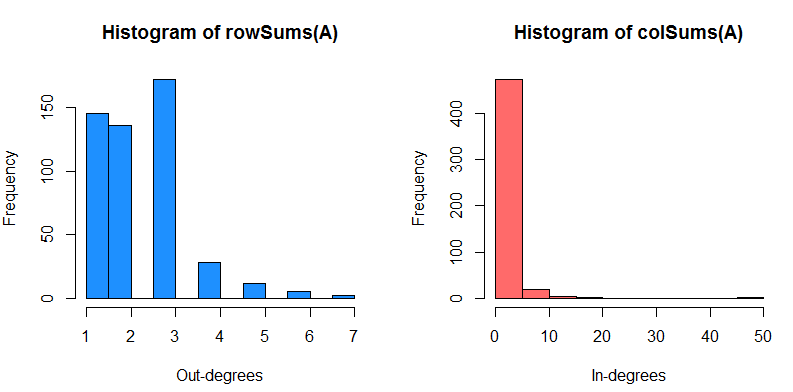 Histogram of rowSums(A)
Frequency
0
50
100
150
1 2 3 4 5 6 7
Out-degrees
Histogram of colSums(A)
Frequency
0
100
200
300
400
0 10 20 30 40 50
In-degrees